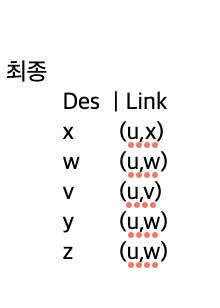 최종
Des | Link
x (u,x)
w (u,w)
v (u,v)
y (u,w)
z (u,w)